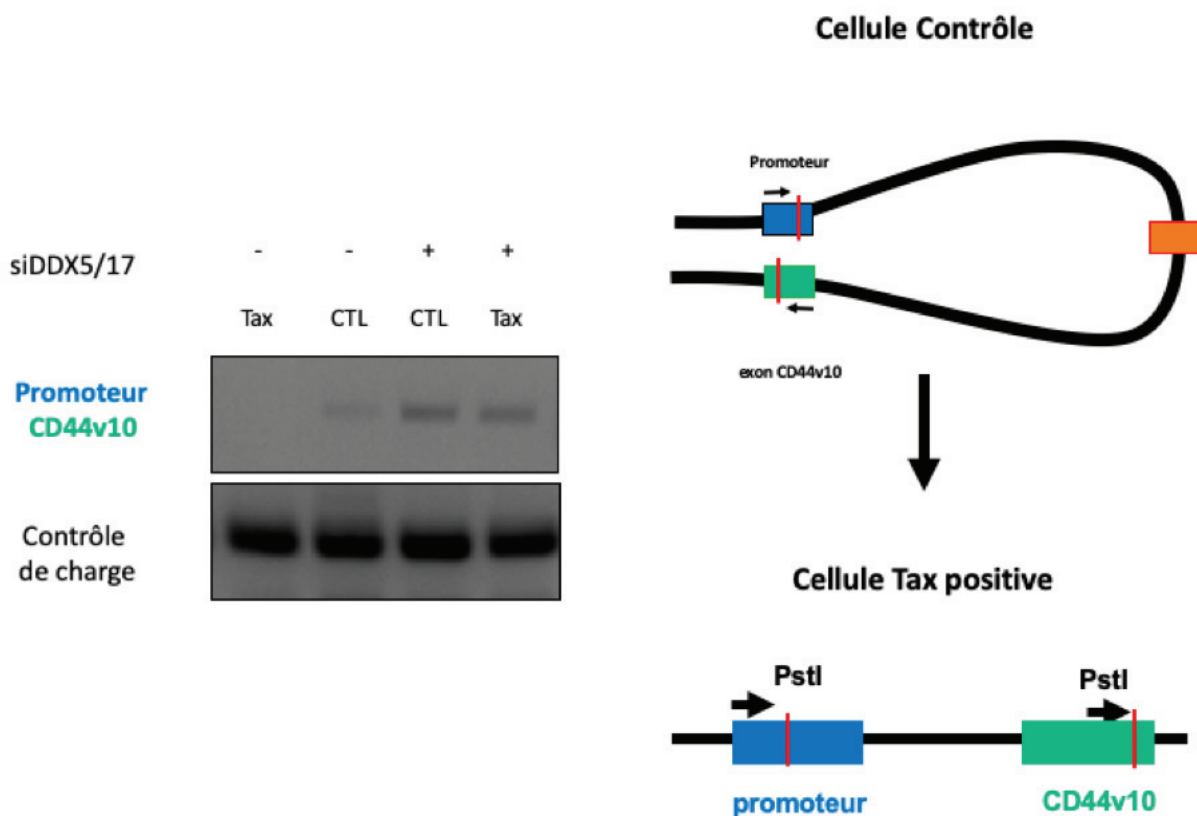 Cellule Contrôle
Promoteur
exon CD44v10
siDDX5/17 - - + +
Tax CTL CTL Tax
Promoteur
CD44v10
Contrôle
de charge
Cellule Tax positive
PstI PstI
promoteur CD44v10